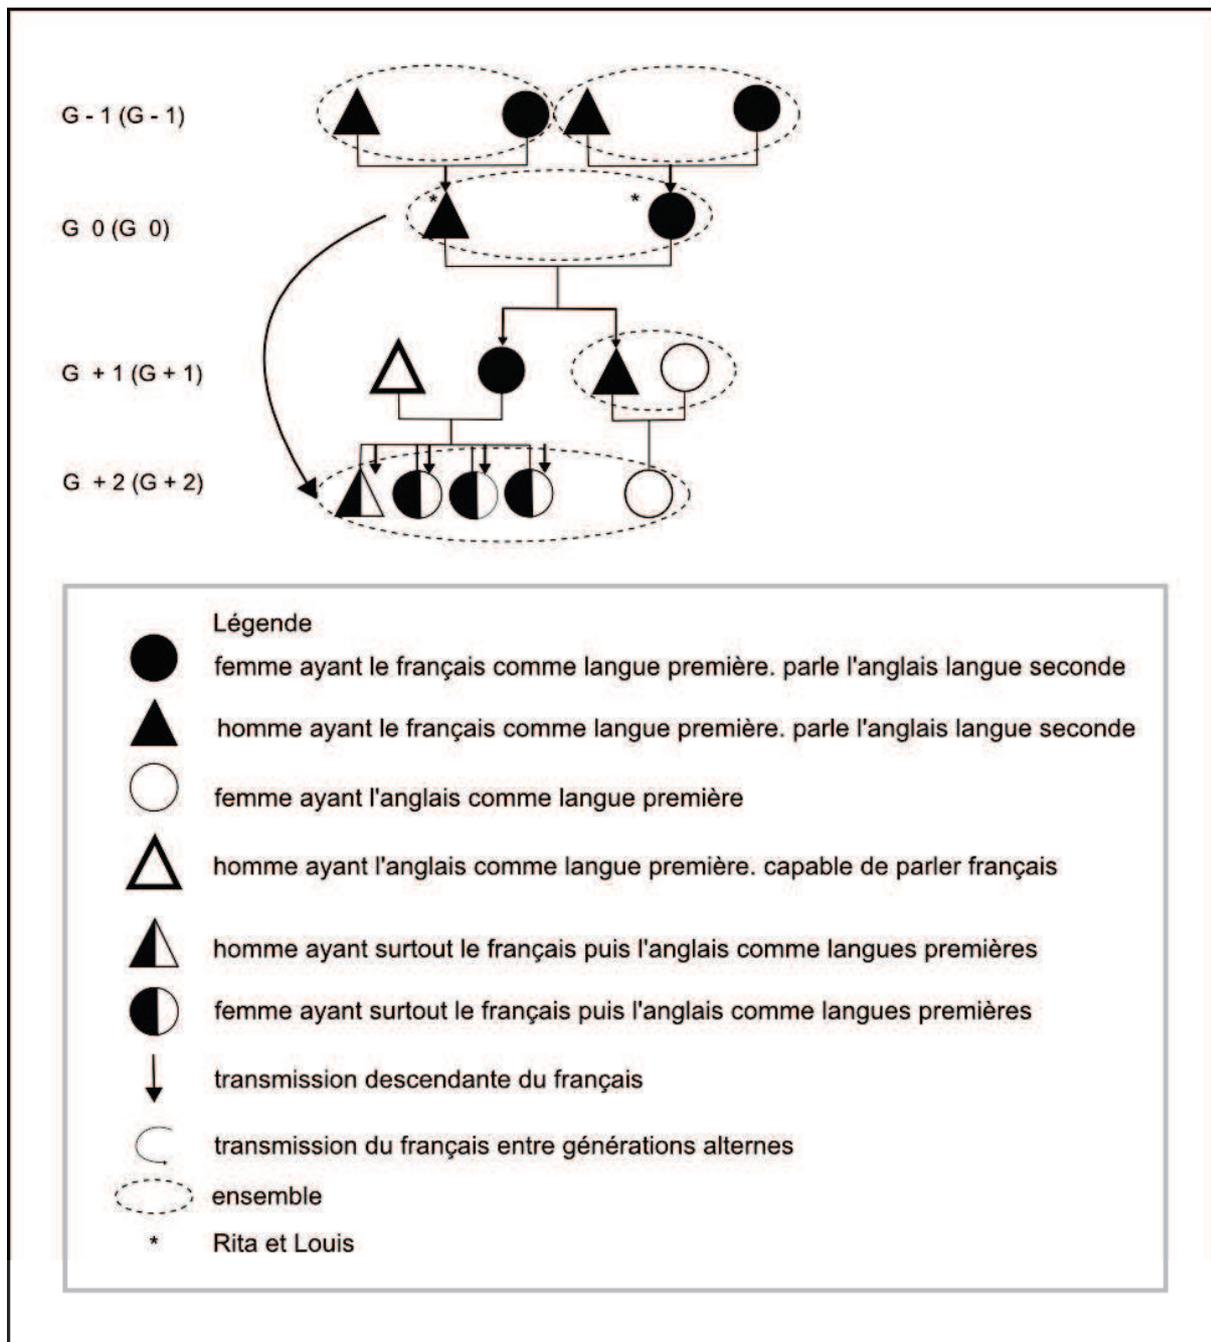 G - 1 (G - 1)
*
*
G 0 (G 0)
G + 1 (G + 1)
G + 2 (G + 2)
Légende
femme ayant le français comme langue première. parle l'anglais langue seconde
homme ayant le français comme langue première. parle l'anglais langue seconde
femme ayant l'anglais comme langue première
homme ayant l'anglais comme langue première. capable de parler français
homme ayant surtout le français puis l'anglais comme langues premières
femme ayant surtout le français puis l'anglais comme langues premières
transmission descendante du français
transmission du français entre générations alternes
ensemble
* Rita et Louis